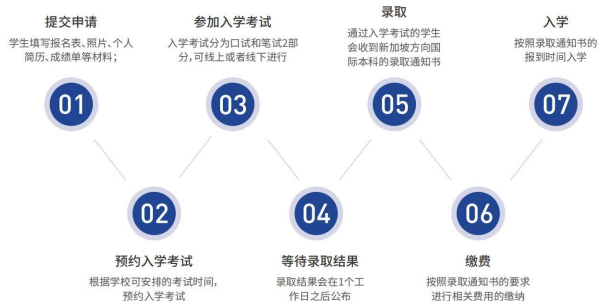 提交申请
学生填写报名表、照片、个人
简历、成绩单等材料；
01
02
预约入学考试
根据学校可安排的考试时间，
预约入学考试
参加入学考试
入学考试分为口试和笔试2部
分，可线上或者线下进行
03
04
等待录取结果
录取结果会在1个工
作日之后公布
录取
通过入学考试的学生
会收到新加坡方向国
际本科的录取通知书
05
06
缴费
按照录取通知书的要求
进行相关费用的缴纳
入学
按照录取通知书的
报到时间入学
07